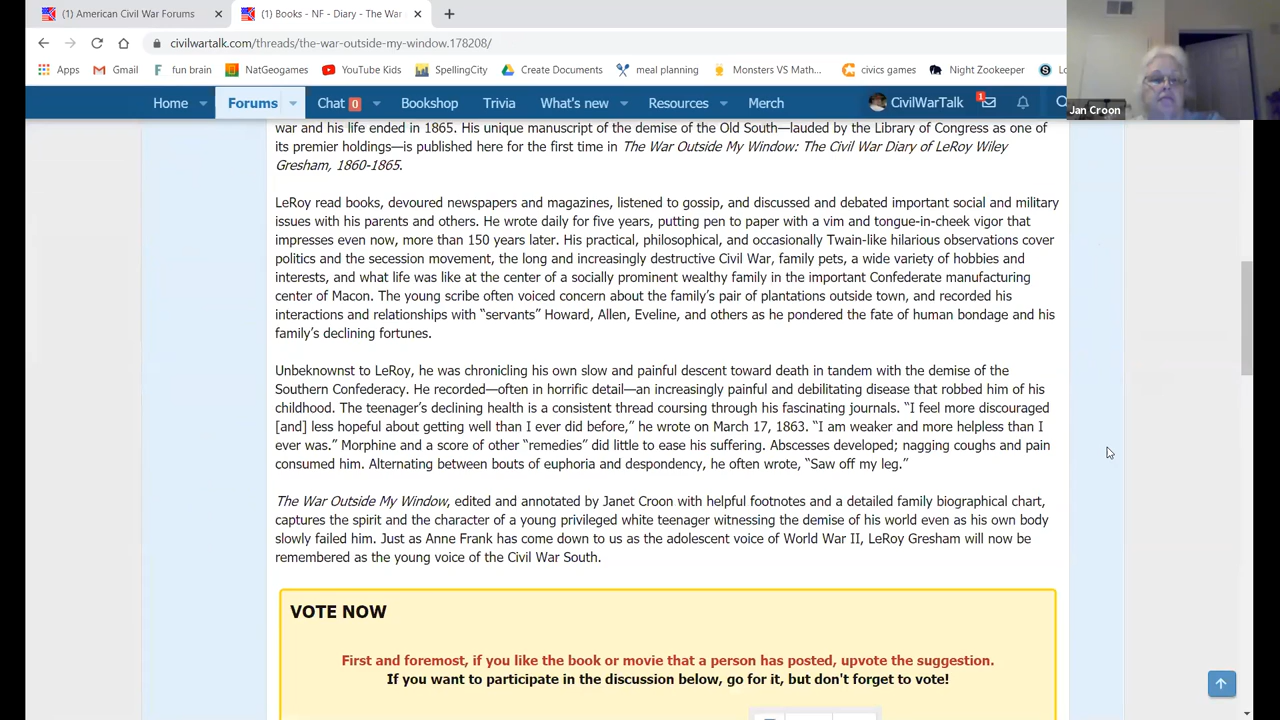 (1) American Civil War Forums
(1) Books - NF - Diary - The War
civilwartalk.com/threads/the-war-outside-my-window.178208/
Apps Gmail fun brain NatGeogames YouTube Kids SpellingCity Create Documents meal planning Monsters VS Math... civics games Night Zookeeper
Home Forums Chat 0 Bookshop Trivia What's new Resources Merch CivilWarTalk 1
Jan Croon
war and his life ended in 1865. His unique manuscript of the demise of the Old South—lauded by the Library of Congress as one of
its premier holdings—is published here for the first time in The War Outside My Window: The Civil War Diary of LeRoy Wiley
Gresham, 1860-1865.
LeRoy read books, devoured newspapers and magazines, listened to gossip, and discussed and debated important social and military
issues with his parents and others. He wrote daily for five years, putting pen to paper with a vim and tongue-in-cheek vigor that
impresses even now, more than 150 years later. His practical, philosophical, and occasionally Twain-like hilarious observations cover
politics and the secession movement, the long and increasingly destructive Civil War, family pets, a wide variety of hobbies and
interests, and what life was like at the center of a socially prominent wealthy family in the important Confederate manufacturing
center of Macon. The young scribe often voiced concern about the family’s pair of plantations outside town, and recorded his
interactions and relationships with “servants” Howard, Allen, Eveline, and others as he pondered the fate of human bondage and his
family’s declining fortunes.
Unbeknownst to LeRoy, he was chronicling his own slow and painful descent toward death in tandem with the demise of the
Southern Confederacy. He recorded—often in horrific detail—an increasingly painful and debilitating disease that robbed him of his
childhood. The teenager’s declining health is a consistent thread coursing through his fascinating journals. “I feel more discouraged
[and] less hopeful about getting well than I ever did before,” he wrote on March 17, 1863. “I am weaker and more helpless than I
ever was.” Morphine and a score of other “remedies” did little to ease his suffering. Abscesses developed; nagging coughs and pain
consumed him. Alternating between bouts of euphoria and despondency, he often wrote, “Saw off my leg.”
The War Outside My Window, edited and annotated by Janet Croon with helpful footnotes and a detailed family biographical chart,
captures the spirit and the character of a young privileged white teenager witnessing the demise of his world even as his own body
slowly failed him. Just as Anne Frank has come down to us as the adolescent voice of World War II, LeRoy Gresham will now be
remembered as the young voice of the Civil War South.
VOTE NOW
First and foremost, if you like the book or movie that a person has posted, upvote the suggestion.
If you want to participate in the discussion below, go for it, but don't forget to vote!